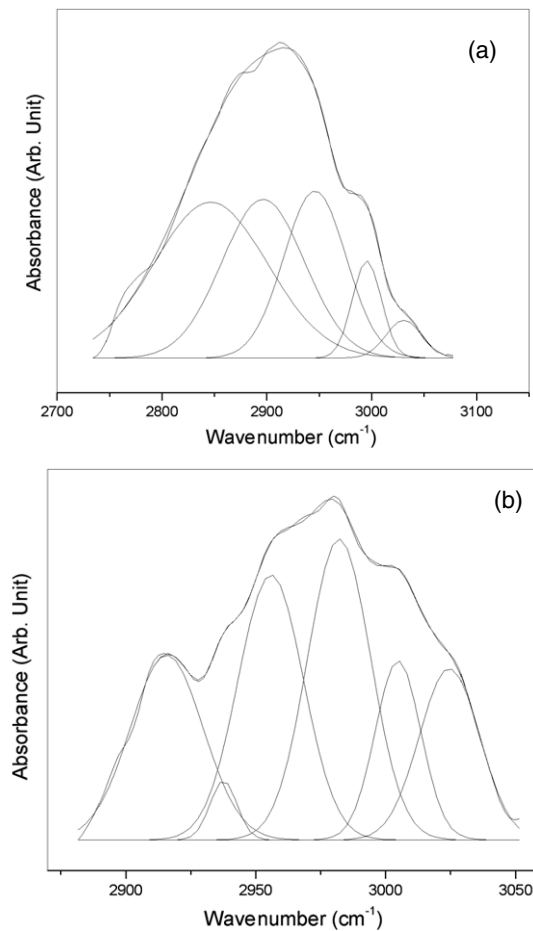 (a)
Absorbance (Arb. Unit)
2700 2800 2900 3000 3100
Wavenumber (cm⁻¹)
(b)
Absorbance (Arb. Unit)
2900 2950 3000 3050
Wavenumber (cm⁻¹)